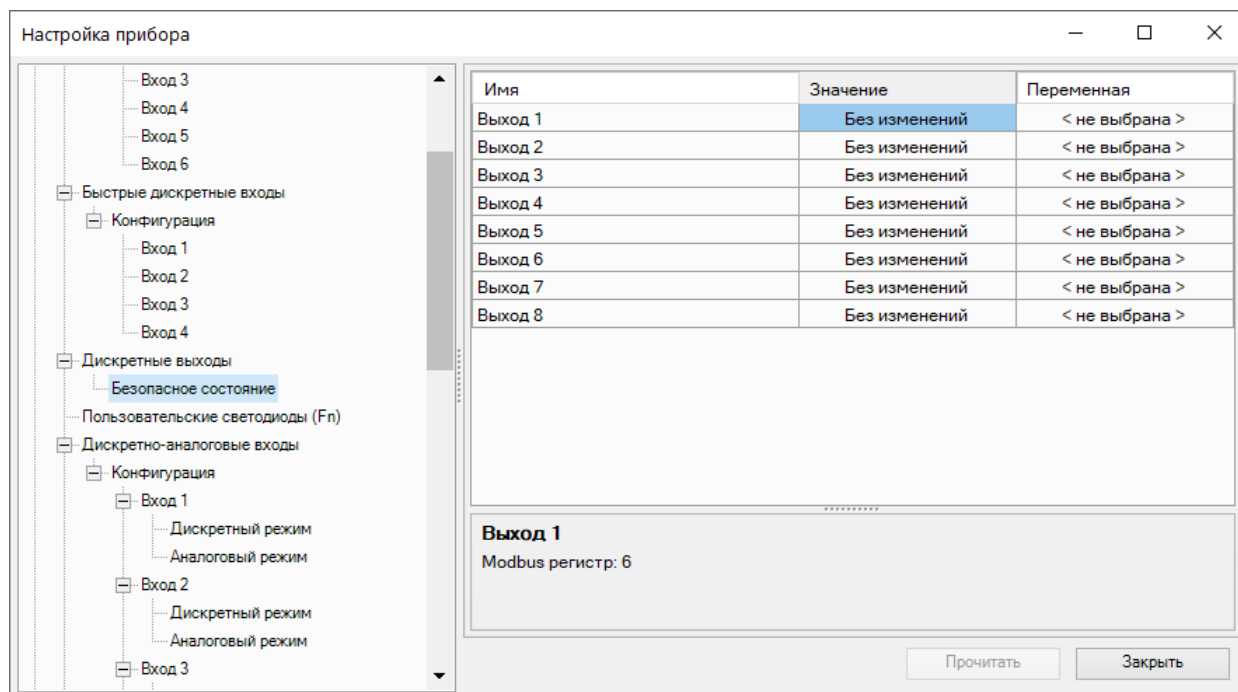 Настройка прибора
Вход 3
Вход 4
Вход 5
Вход 6
Быстрые дискретные входы
Конфигурация
Вход 1
Вход 2
Вход 3
Вход 4
Дискретные выходы
Безопасное состояние
Пользовательские светодиоды (Fn)
Дискретно-аналоговые входы
Конфигурация
Вход 1
Дискретный режим
Аналоговый режим
Вход 2
Дискретный режим
Аналоговый режим
Вход 3
Имя Значение Переменная
Выход 1 Без изменений < не выбрана >
Выход 2 Без изменений < не выбрана >
Выход 3 Без изменений < не выбрана >
Выход 4 Без изменений < не выбрана >
Выход 5 Без изменений < не выбрана >
Выход 6 Без изменений < не выбрана >
Выход 7 Без изменений < не выбрана >
Выход 8 Без изменений < не выбрана >
Выход 1
Modbus регистр: 6
Прочитать Закрыть